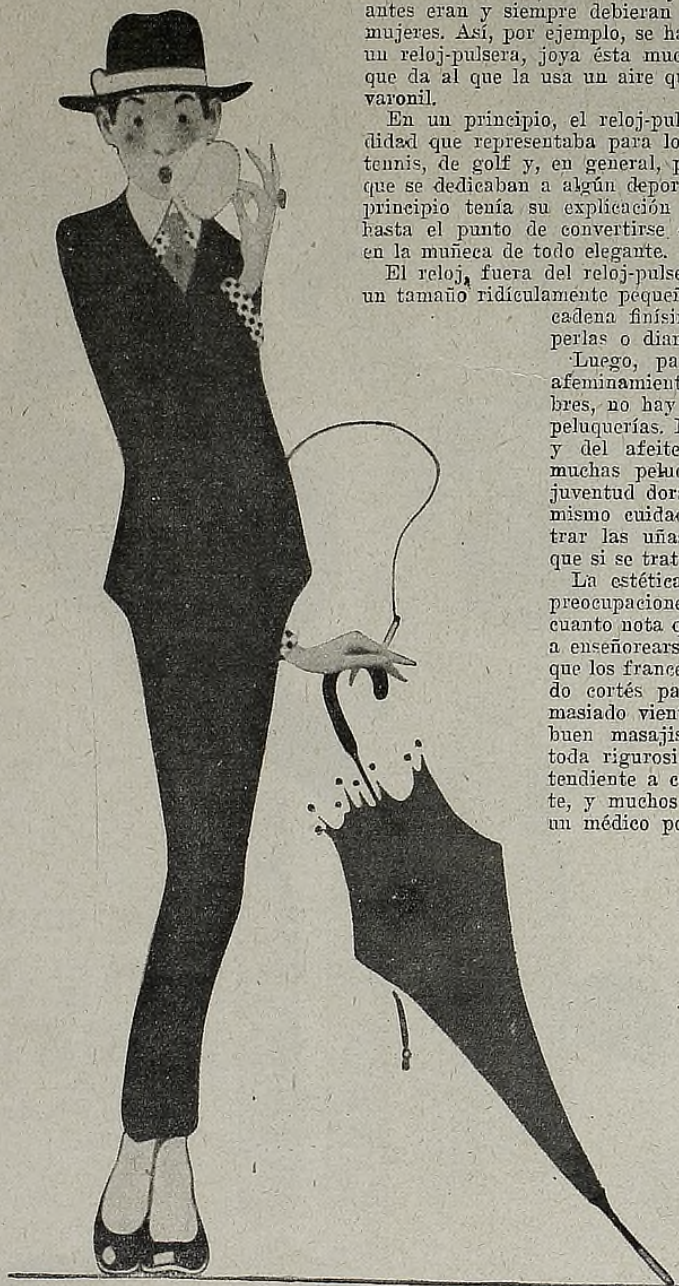 antes eran y siempre debieran
mujeres. Así, por ejemplo, se ha
un reloj-pulsera, joya ésta muc
que da al que la usa un aire qu
varonil.
En un principio, el reloj-pul
didad que representaba para lo
tennis, de golf y, en general, p
que se dedicaban a algún depor
principio tenía su explicación
hasta el punto de convertirse
en la muñeca de todo elegante.
El reloj, fuera del reloj-pulse
un tamaño ridículamente pequeñ
cadena finísi
perlas o diar
Luego, pa
afeminamient
bres, no hay
peluquerías.
y del afeite
muchas peluc
juventud dor
mismo cuida
trar las uña
que si se trat
La estética
preocupacione
cuanto nota c
a enseñorears
que los france
do cortés pa
masiado vien
buen masajis
toda rigurosi
tendiente a c
te, y muchos
un médico po